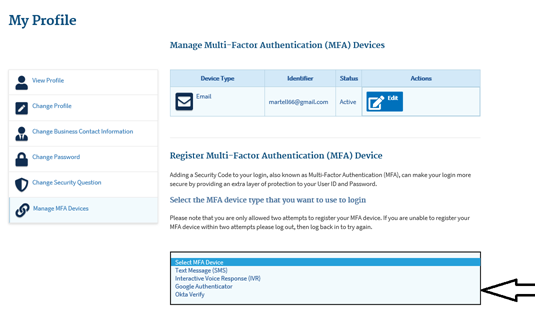 My Profile
Manage Multi-Factor Authentication (MFA) Devices
View Profile
Change Profile
Change Business Contact Information
Change Password
Change Security Question
Manage MFA Devices
Device Type Identifier Status Actions
Email martell66@gmail.com Active Edit
Register Multi-Factor Authentication (MFA) Device
Adding a Security Code to your login, also known as Multi-Factor Authentication (MFA), can make your login more
secure by providing an extra layer of protection to your User ID and Password.
Select the MFA device type that you want to use to login
Please note that you are only allowed two attempts to register your MFA device. If you are unable to register your
MFA device within two attempts please log out, then log back in to try again.
Select MFA Device
Text Message (SMS)
Interactive Voice Response (IVR)
Google Authenticator
Okta Verify